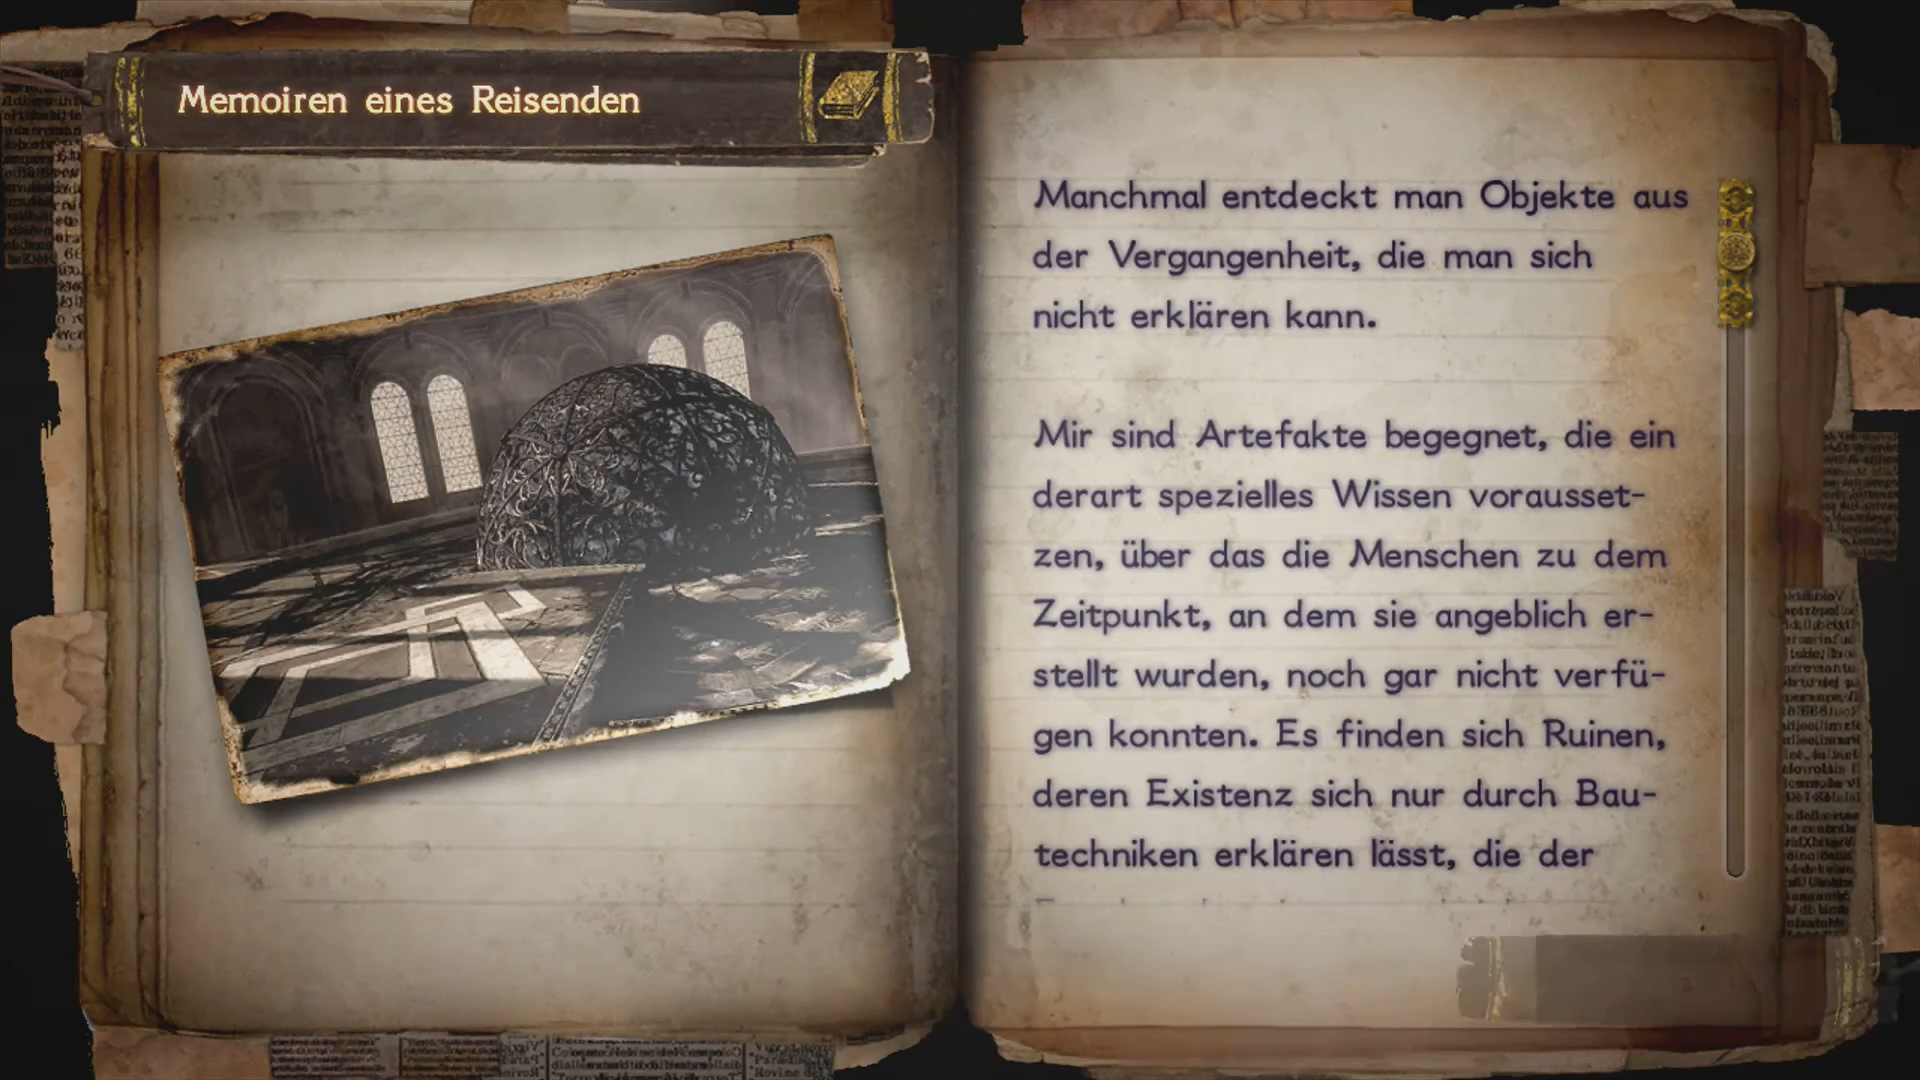 Memoiren eines Reisenden
Manchmal entdeckt man Objekte aus
der Vergangenheit, die man sich
nicht erklären kann.
Mir sind Artefakte begegnet, die ein
derart spezielles Wissen vorausset-
zen, über das die Menschen zu dem
Zeitpunkt, an dem sie angeblich er-
stellt wurden, noch gar nicht verfü-
gen konnten. Es finden sich Ruinen,
deren Existenz sich nur durch Bau-
techniken erklären lässt, die der